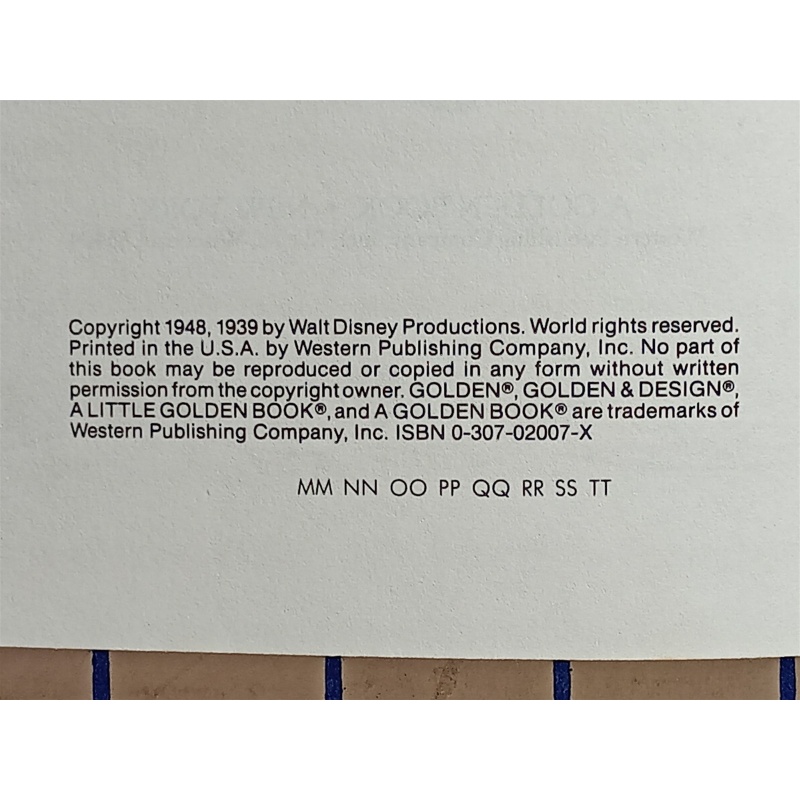 Copyright 1948, 1939 by Walt Disney Productions. World rights reserved.
Printed in the U.S.A. by Western Publishing Company, Inc. No part of
this book may be reproduced or copied in any form without written
permission from the copyright owner. GOLDEN®, GOLDEN & DESIGN®,
A LITTLE GOLDEN BOOK®, and A GOLDEN BOOK® are trademarks of
Western Publishing Company, Inc. ISBN 0-307-02007-X
MM NN OO PP QQ RR SS TT